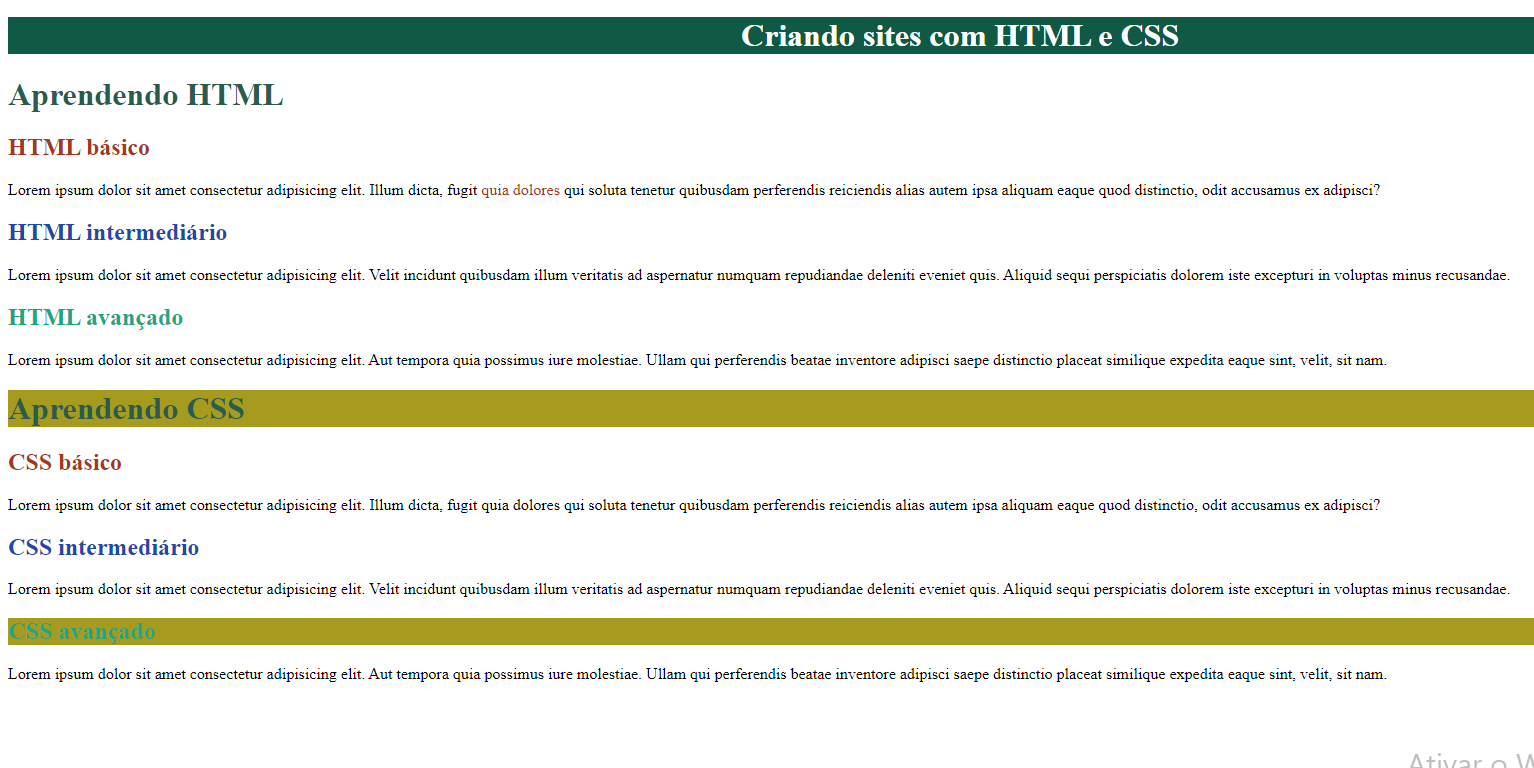 Criando sites com HTML e CSS
Aprendendo HTML
HTML básico
Lorem ipsum dolor sit amet consectetur adipisicing elit. Illum dicta, fugit quia dolores qui soluta tenetur quibusdam perferendis reiciendis alias autem ipsa aliquam eaque quod distinctio, odit accusamus ex adipisci?
HTML intermediário
Lorem ipsum dolor sit amet consectetur adipisicing elit. Velit incidunt quibusdam illum veritatis ad aspernatur numquam repudiandae deleniti eveniet quis. Aliquid sequi perspiciatis dolorem iste excepturi in voluptas minus recusandae.
HTML avançado
Lorem ipsum dolor sit amet consectetur adipisicing elit. Aut tempora quia possimus iure molestiae. Ullam qui perferendis beatae inventore adipisci saepe distinctio placeat similique expedita eaque sint, velit, sit nam.
Aprendendo CSS
CSS básico
Lorem ipsum dolor sit amet consectetur adipisicing elit. Illum dicta, fugit quia dolores qui soluta tenetur quibusdam perferendis reiciendis alias autem ipsa aliquam eaque quod distinctio, odit accusamus ex adipisci?
CSS intermediário
Lorem ipsum dolor sit amet consectetur adipisicing elit. Velit incidunt quibusdam illum veritatis ad aspernatur numquam repudiandae deleniti eveniet quis. Aliquid sequi perspiciatis dolorem iste excepturi in voluptas minus recusandae.
CSS avançado
Lorem ipsum dolor sit amet consectetur adipisicing elit. Aut tempora quia possimus iure molestiae. Ullam qui perferendis beatae inventore adipisci saepe distinctio placeat similique expedita eaque sint, velit, sit nam.
Ativar o